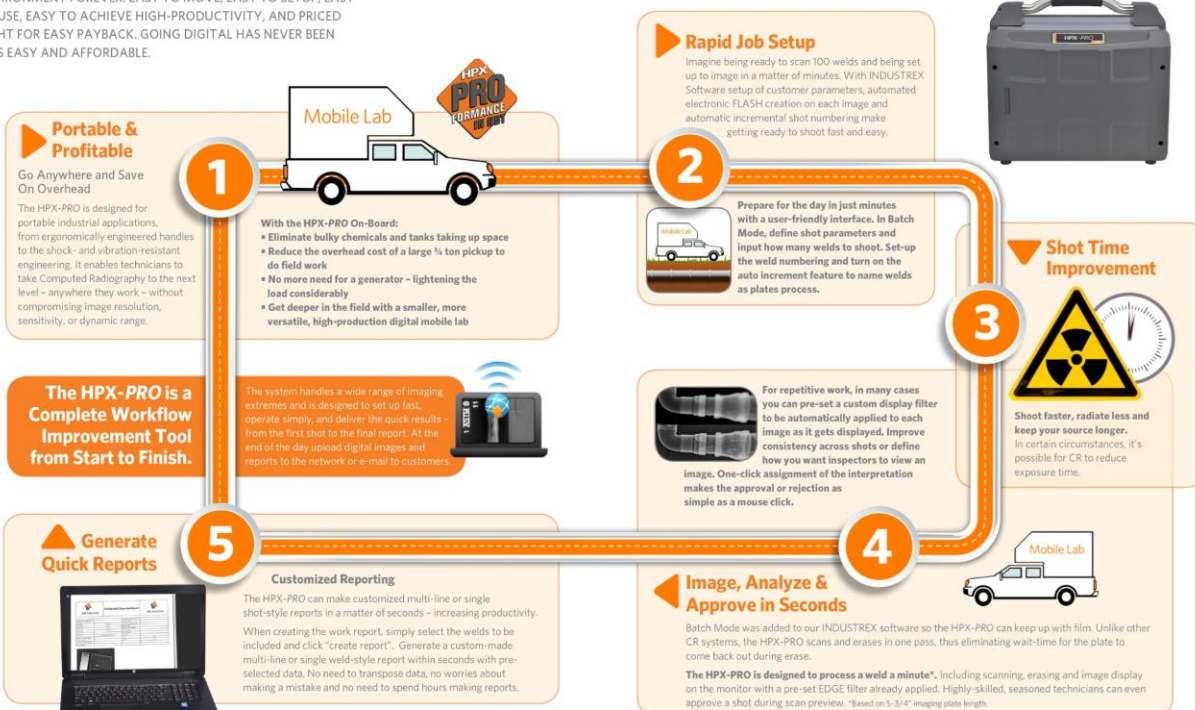 VIRONMENT FOREVER. EASY TO MOVE, EASY TO SETUP, EASY
USE, EASY TO ACHIEVE HIGH-PRODUCTIVITY, AND PRICED
HT FOR EASY PAYBACK. GOING DIGITAL HAS NEVER BEEN
S EASY AND AFFORDABLE.
HPX-PRO
HPX
PRO
FORMANCE
IN NDT
Mobile Lab
Portable &
Profitable
Go Anywhere and Save
On Overhead
The HPX-PRO is designed for
portable industrial applications,
from ergonomically engineered handles
to the shock- and vibration-resistant
engineering. It enables technicians to
take Computed Radiography to the next
level – anywhere they work – without
compromising image resolution,
sensitivity, or dynamic range.
1
With the HPX-PRO On-Board:
▪ Eliminate bulky chemicals and tanks taking up space
▪ Reduce the overhead cost of a large ¾ ton pickup to
do field work
▪ No more need for a generator – lightening the
load considerably
▪ Get deeper in the field with a smaller, more
versatile, high-production digital mobile lab
Rapid Job Setup
Imagine being ready to scan 100 welds and being set
up to image in a matter of minutes. With INDUSTREX
Software setup of customer parameters, automated
electronic FLASH creation on each image and
automatic incremental shot numbering make
getting ready to shoot fast and easy.
2
Mobile Lab
Prepare for the day in just minutes
with a user-friendly interface. In Batch
Mode, define shot parameters and
input how many welds to shoot. Set-up
the weld numbering and turn on the
auto increment feature to name welds
as plates process.
Shot Time
Improvement
3
Shoot faster, radiate less and
keep your source longer.
In certain circumstances, it's
possible for CR to reduce
exposure time.
The HPX-PRO is a
Complete Workflow
Improvement Tool
from Start to Finish.
The system handles a wide range of imaging
extremes and is designed to set up fast,
operate simply, and deliver the quick results –
from the first shot to the final report. At the
end of the day upload digital images and
reports to the network or e-mail to customers.
1 ASTM B
11
For repetitive work, in many cases
you can pre-set a custom display filter
to be automatically applied to each
image as it gets displayed. Improve
consistency across shots or define
how you want inspectors to view an
image. One-click assignment of the interpretation
makes the approval or rejection as
simple as a mouse click.
4
Mobile Lab
Image, Analyze &
Approve in Seconds
Batch Mode was added to our INDUSTREX software so the HPX-PRO can keep up with film. Unlike other
CR systems, the HPX-PRO scans and erases in one pass, thus eliminating wait-time for the plate to
come back out during erase.
The HPX-PRO is designed to process a weld a minute*. Including scanning, erasing and image display
on the monitor with a pre-set EDGE filter already applied. Highly-skilled, seasoned technicians can even
approve a shot during scan preview. *Based on 5-3/4" imaging plate length.
Generate
Quick Reports
5
Customized Reporting
The HPX-PRO can make customized multi-line or single
shot-style reports in a matter of seconds – increasing productivity.
When creating the work report, simply select the welds to be
included and click "create report". Generate a custom-made
multi-line or single weld-style report within seconds with pre-
selected data. No need to transpose data, no worries about
making a mistake and no need to spend hours making reports.